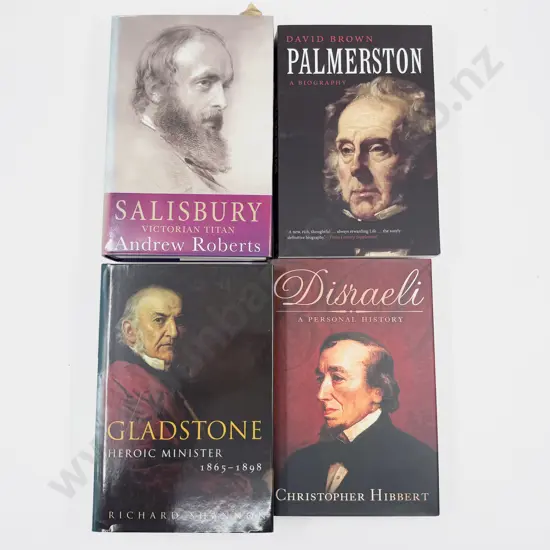 SALISBURY
VICTORIAN TITAN
Andrew Roberts
DAVID BROWN
PALMERSTON
A BIOGRAPHY
GLADSTONE
HEROIC MINISTER
1865–1898
RICHARD SHANNON
Disraeli
A PERSONAL HISTORY
CHRISTOPHER HIBBERT